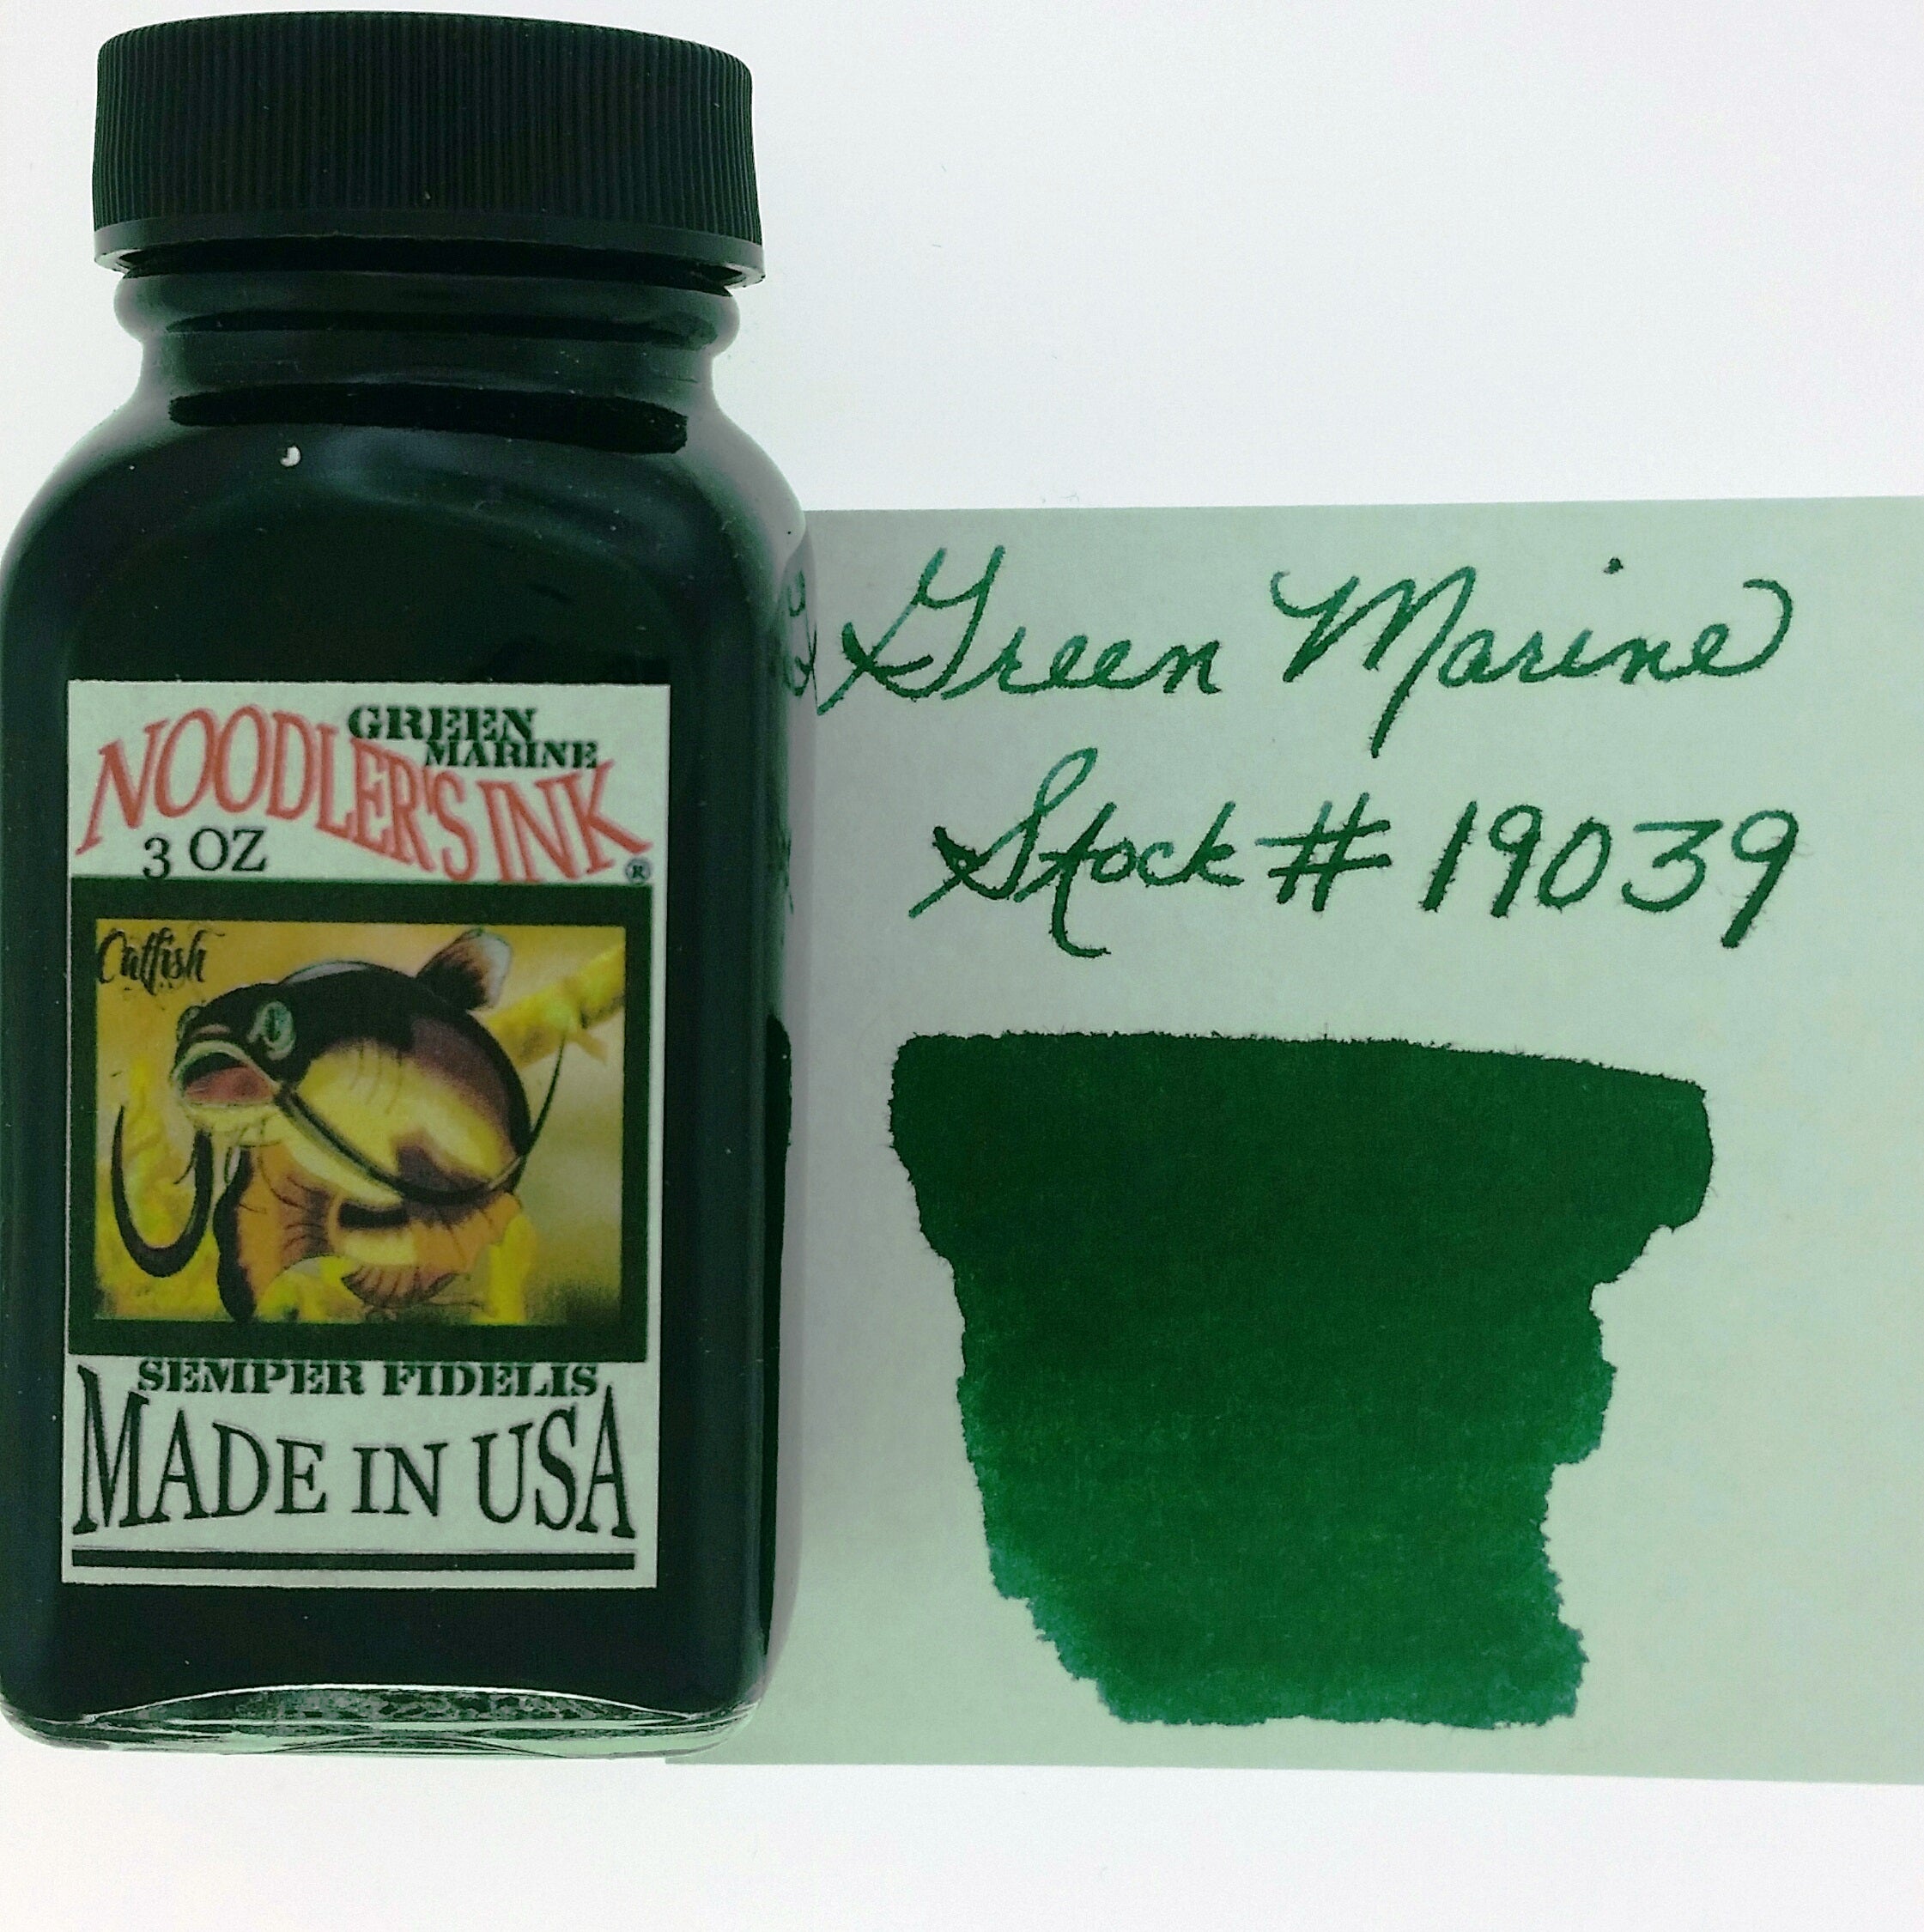 GREEN
MARINE
NOODLER'S INK
3 OZ
®
Catfish
SEMPER FIDELIS
MADE IN USA
Green Marine
Stock # 19039